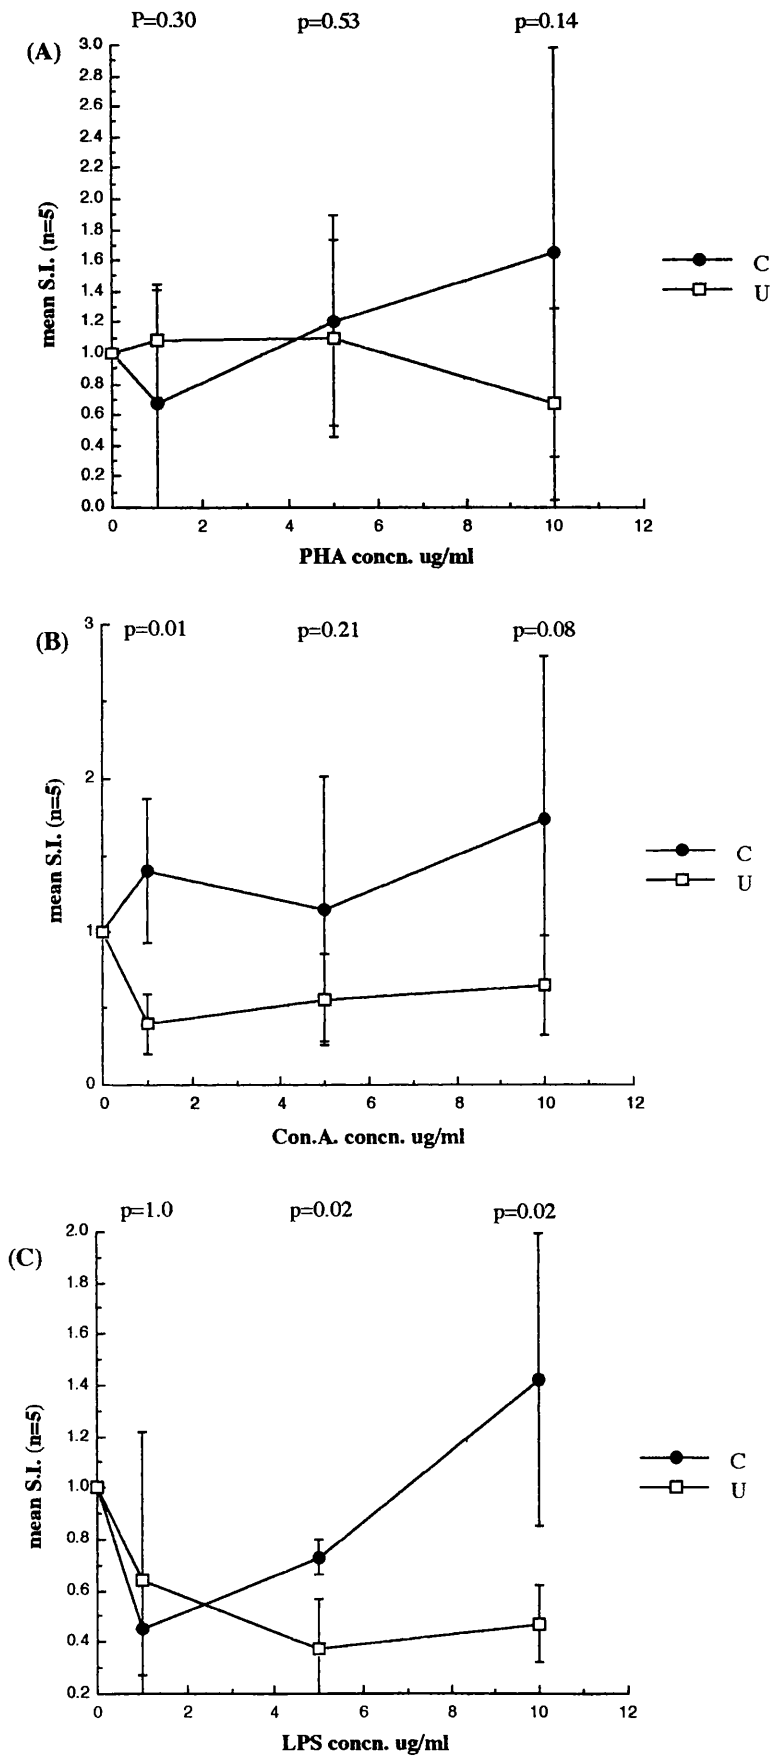 P=0.30 p=0.53 p=0.14
(A)
3.0
2.8
2.6
2.4
2.2
2.0
1.8
1.6
1.4
1.2
1.0
0.8
0.6
0.4
0.2
0.0
mean S.I. (n=5)
0 2 4 6 8 10 12
PHA concn. ug/ml
C
U
(B)
p=0.01 p=0.21 p=0.08
3
2
1
0
mean S.I. (n=5)
0 2 4 6 8 10 12
Con.A. concn. ug/ml
C
U
p=1.0 p=0.02 p=0.02
(C)
2.0
1.8
1.6
1.4
1.2
1.0
0.8
0.6
0.4
0.2
mean S.I. (n=5)
0 2 4 6 8 10 12
LPS concn. ug/ml
C
U